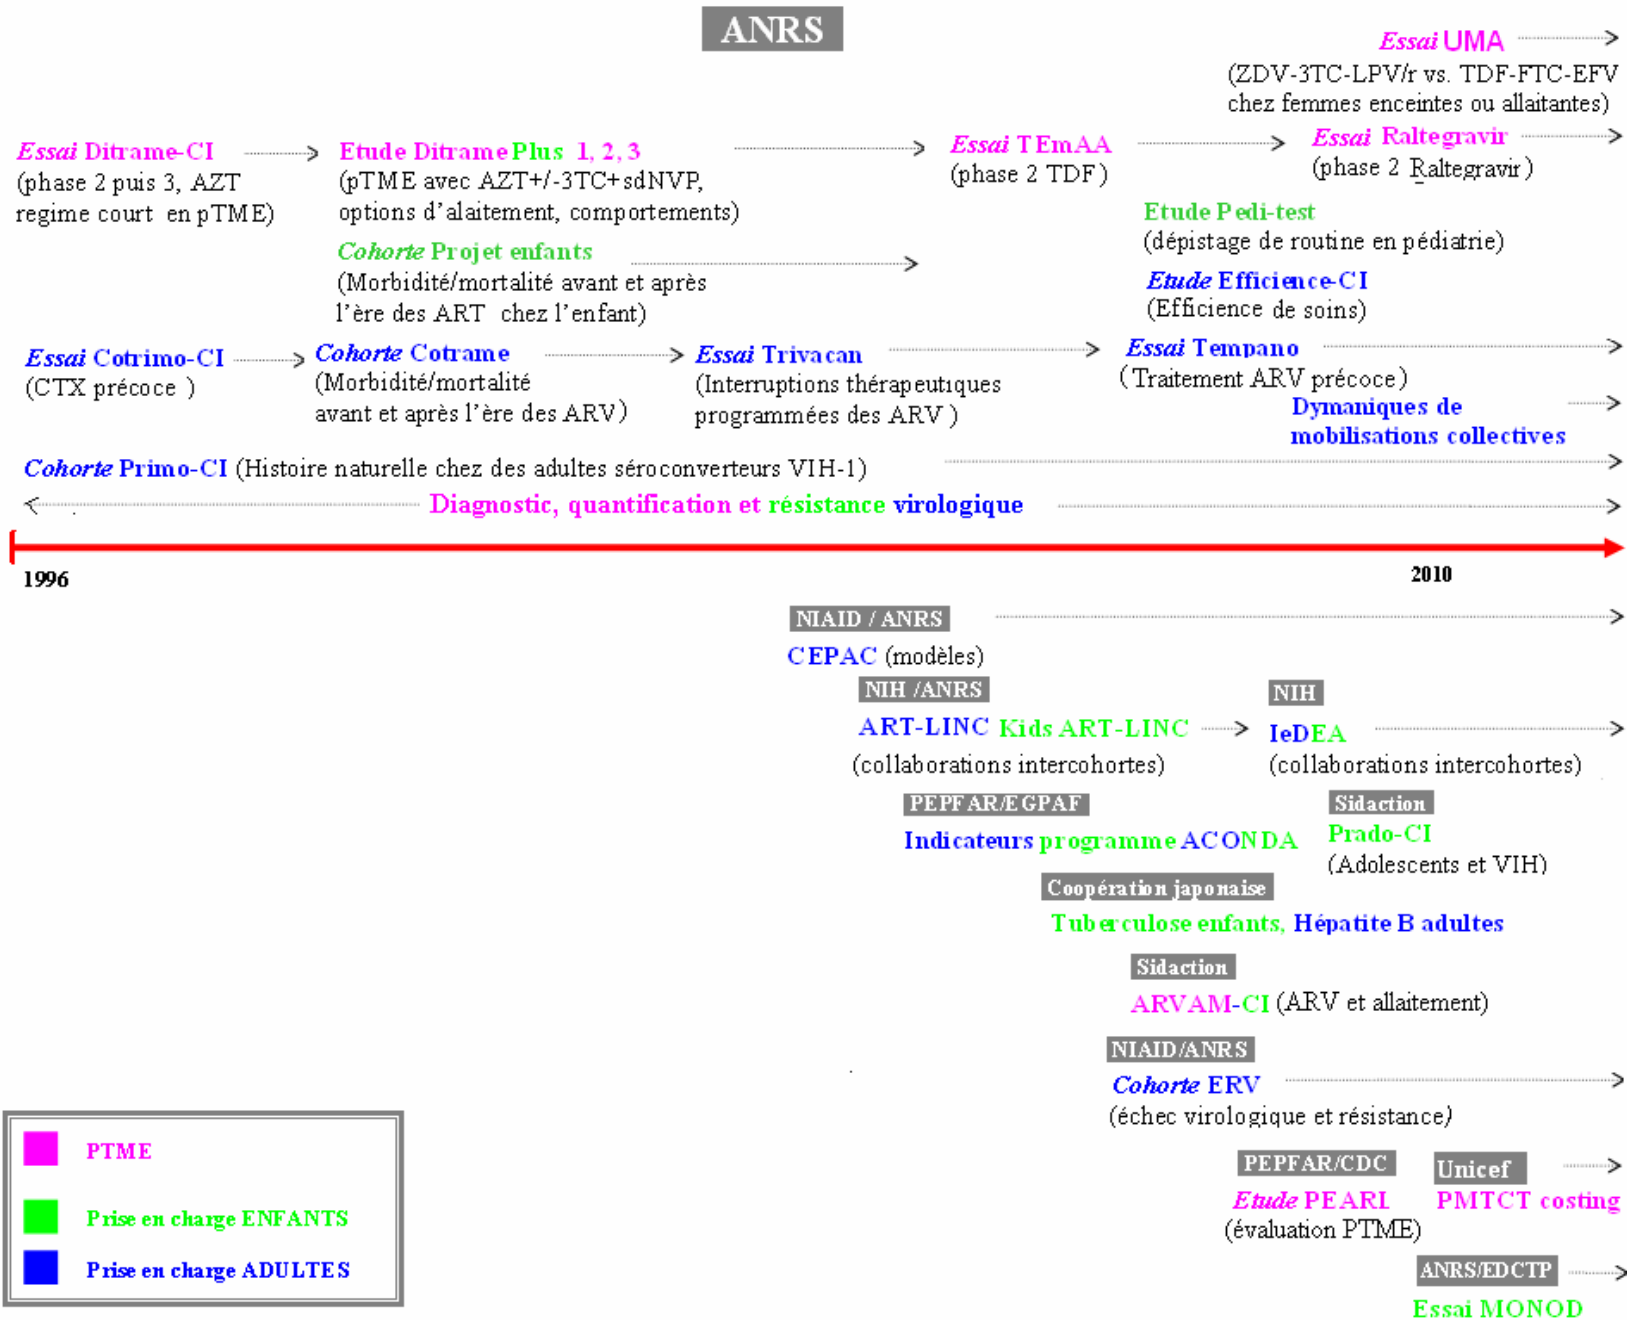 ANRS
Essai UMA
(ZDV-3TC-LPV/r vs. TDF-FTC-EFV
chez femmes enceintes ou allaitantes)
Essai Ditrame-CI
(phase 2 puis 3, AZT
regime court en pTME)
Etude Ditrame Plus 1, 2, 3
(pTME avec AZT+/-3TC+sdNVP,
options d'alaitement, comportements)
Essai TEmAA
(phase 2 TDF)
Essai Raltegravir
(phase 2 Raltegravir)
Cohorte Projet enfants
(Morbidité/mortalité avant et après
l'ère des ART chez l'enfant)
Etude Pedi-test
(dépistage de routine en pédiatrie)
Etude Efficience-CI
(Efficience de soins)
Essai Cotrimo-CI
(CTX précoce )
Cohorte Cotrame
(Morbidité/mortalité
avant et après l'ère des ARV)
Essai Trivacan
(Interruptions thérapeutiques
programmées des ARV )
Essai Tempano
(Traitement ARV précoce)
Dymaniques de
mobilisations collectives
Cohorte Primo-CI (Histoire naturelle chez des adultes séroconverteurs VIH-1)
Diagnostic, quantification et résistance virologique
1996
2010
NIAID / ANRS
CEPAC (modèles)
NIH /ANRS
ART-LINC Kids ART-LINC
(collaborations intercohortes)
NIH
IeDEA
(collaborations intercohortes)
PEPFAR/EGPAF
Indicateurs programme ACONDA
Sidaction
Prado-CI
(Adolescents et VIH)
Coopération japonaise
Tuberculose enfants, Hépatite B adultes
Sidaction
ARVAM-CI (ARV et allaitement)
NIAID/ANRS
Cohorte ERV
(échec virologique et résistance)
PEPFAR/CDC
Etude PEARL
(évaluation PTME)
Unicef
PMTCT costing
ANRS/EDCTP
Essai MONOD
PTME
Prise en charge ENFANTS
Prise en charge ADULTES